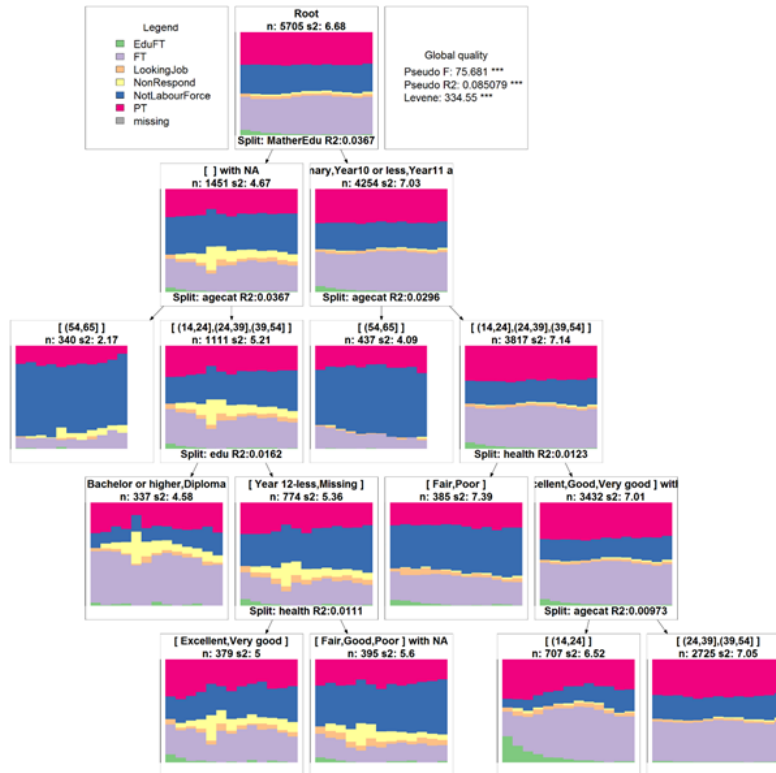 Legend
EduFT
FT
LookingJob
NonRespond
NotLabourForce
PT
missing
Root
n: 5705 s2: 6.68
Split: MatherEdu R2:0.0367
Global quality
Pseudo F: 75.681 ***
Pseudo R2: 0.085079 ***
Levene: 334.55 ***
[ ] with NA
n: 1451 s2: 4.67
Split: agecat R2:0.0367
nary,Year10 or less,Year11 a
n: 4254 s2: 7.03
Split: agecat R2:0.0296
[ (54,65] ]
n: 340 s2: 2.17
[ (14,24],(24,39],(39,54] ]
n: 1111 s2: 5.21
Split: edu R2:0.0162
[ (54,65] ]
n: 437 s2: 4.09
[ (14,24],(24,39],(39,54] ]
n: 3817 s2: 7.14
Split: health R2:0.0123
Bachelor or higher,Diploma
n: 337 s2: 4.58
[ Year 12-less,Missing ]
n: 774 s2: 5.36
Split: health R2:0.0111
[ Fair,Poor ]
n: 385 s2: 7.39
cellent,Good,Very good ] wit
n: 3432 s2: 7.01
Split: agecat R2:0.00973
[ Excellent,Very good ]
n: 379 s2: 5
[ Fair,Good,Poor ] with NA
n: 395 s2: 5.6
[ (14,24] ]
n: 707 s2: 6.52
[ (24,39],(39,54] ]
n: 2725 s2: 7.05